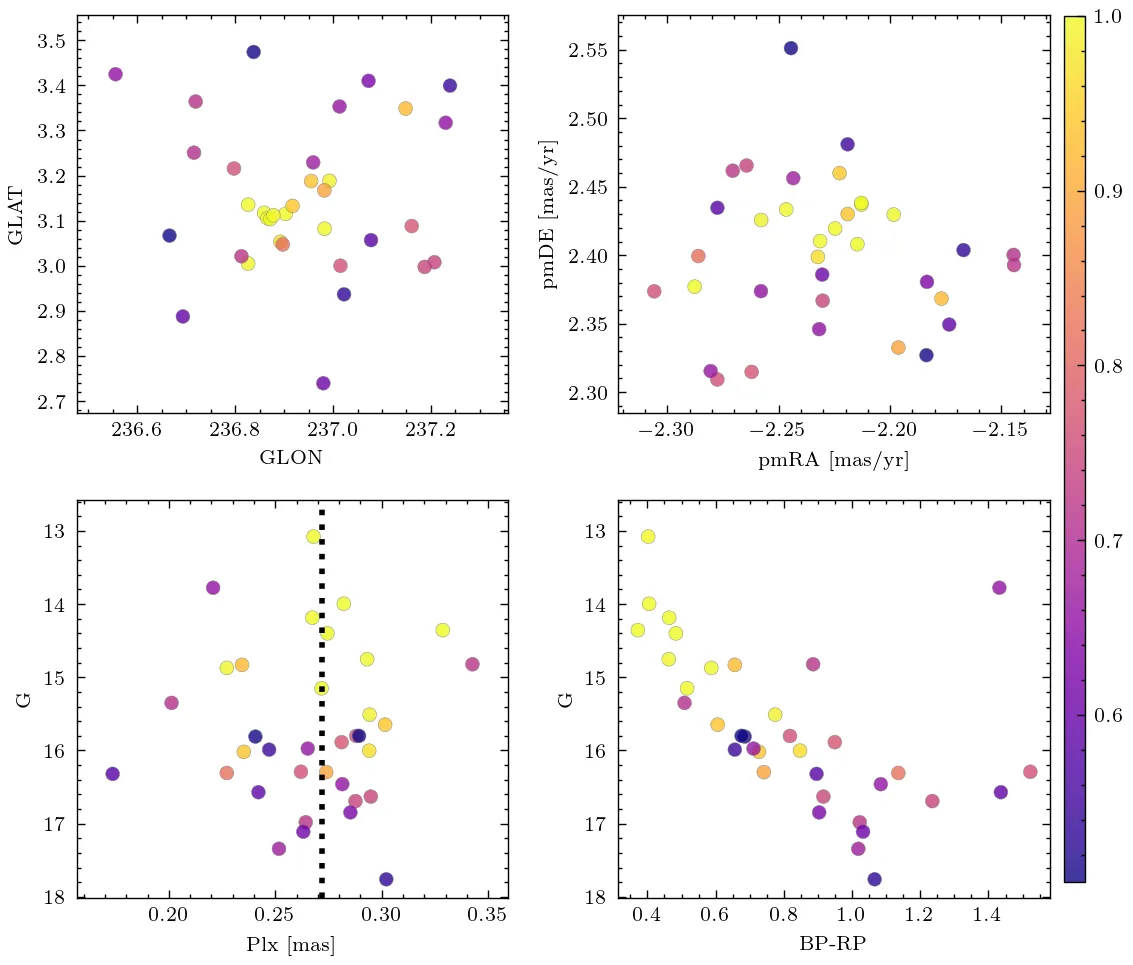 3.5
3.4
3.3
3.2
3.1
3.0
2.9
2.8
2.7
GLAT
236.6 236.8 237.0 237.2
GLON
2.55
2.50
2.45
2.40
2.35
2.30
pmDE [mas/yr]
−2.30 −2.25 −2.20 −2.15
pmRA [mas/yr]
1.0
0.9
0.8
0.7
0.6
13
14
15
16
17
18
G
0.20 0.25 0.30 0.35
Plx [mas]
13
14
15
16
17
18
G
0.4 0.6 0.8 1.0 1.2 1.4
BP-RP